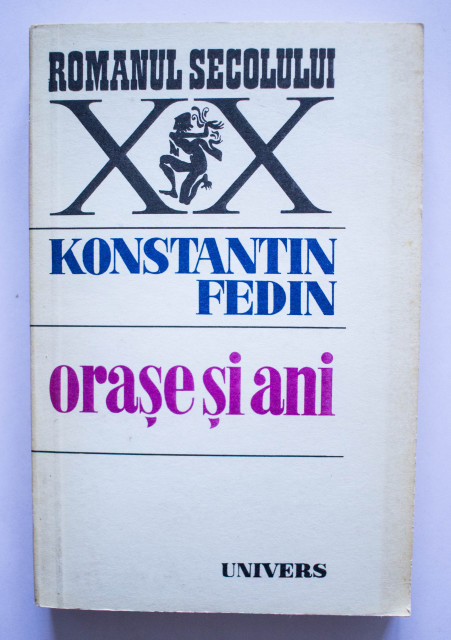 ROMANUL SECOLULUI
XX
KONSTANTIN
FEDIN
orașe și ani
UNIVERS